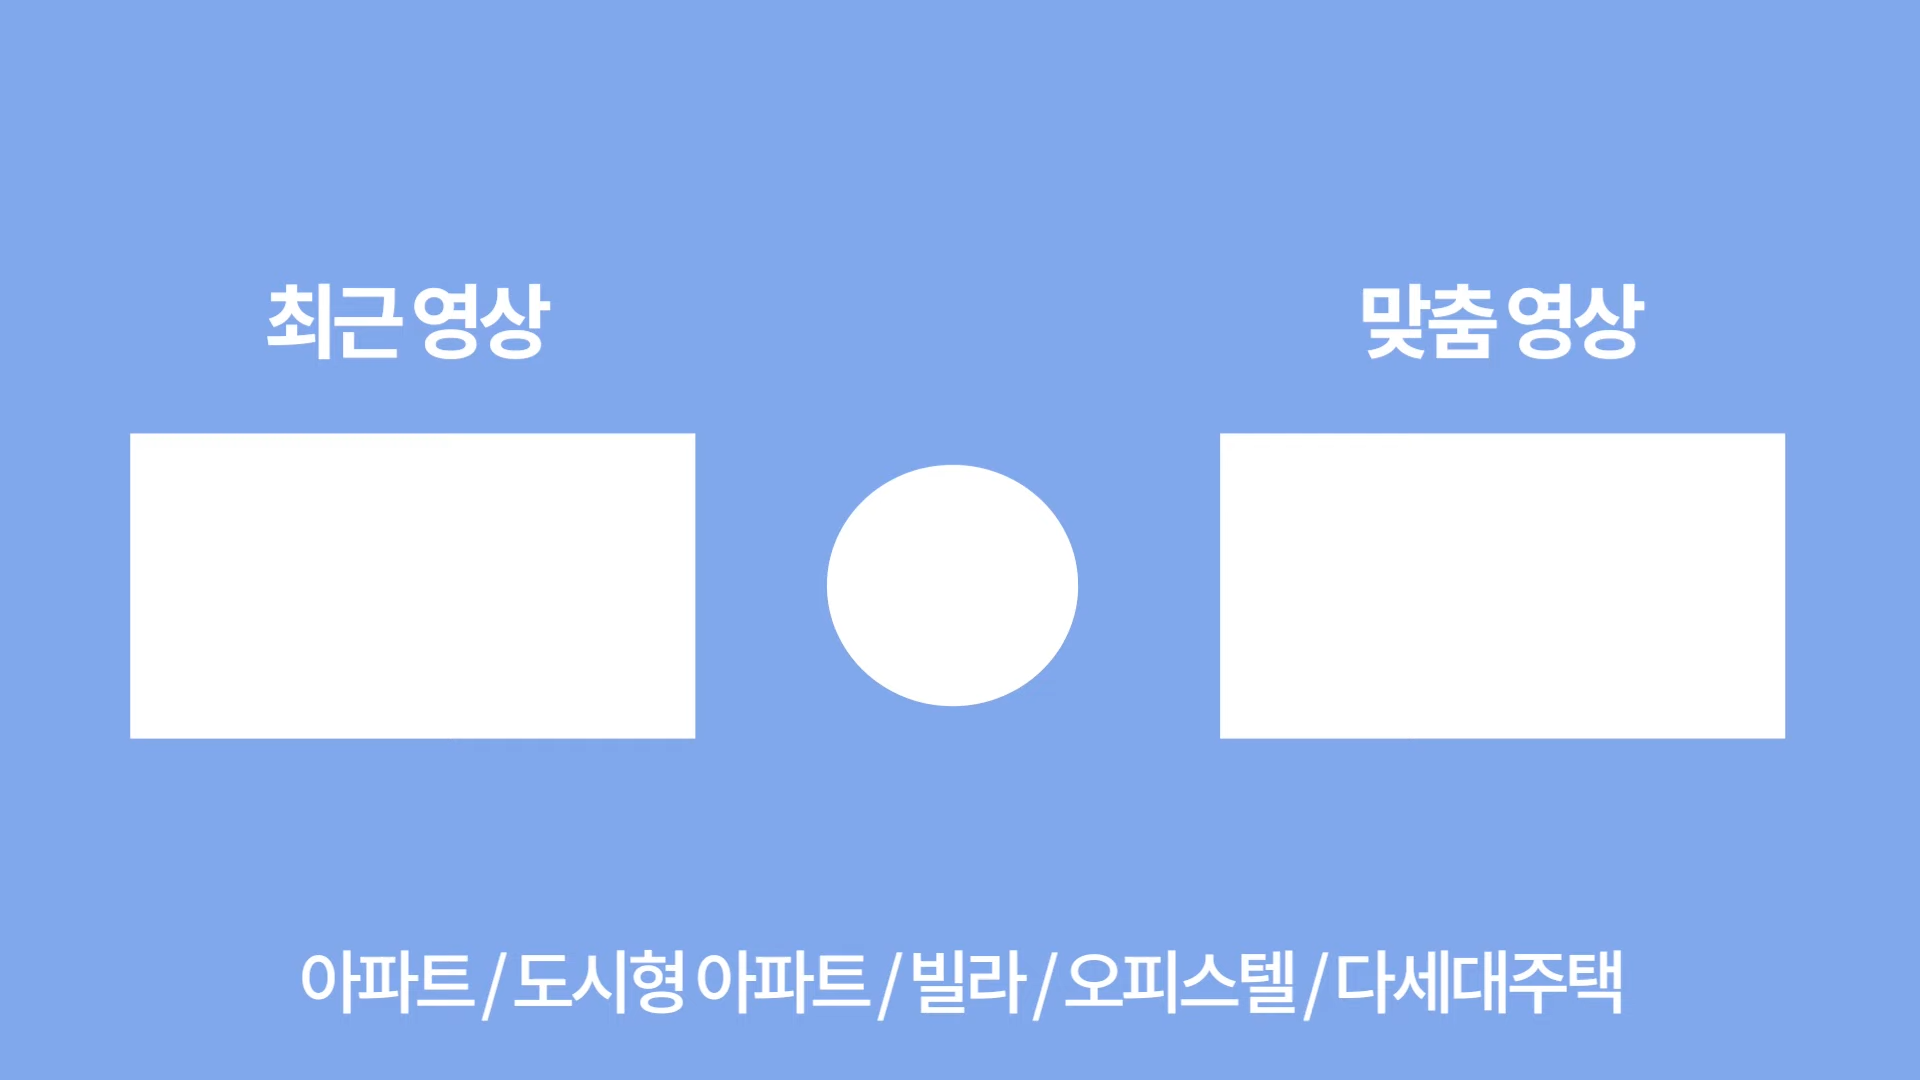 최근 영상
맞춤 영상
아파트 / 도시형 아파트 / 빌라 / 오피스텔 / 다세대주택